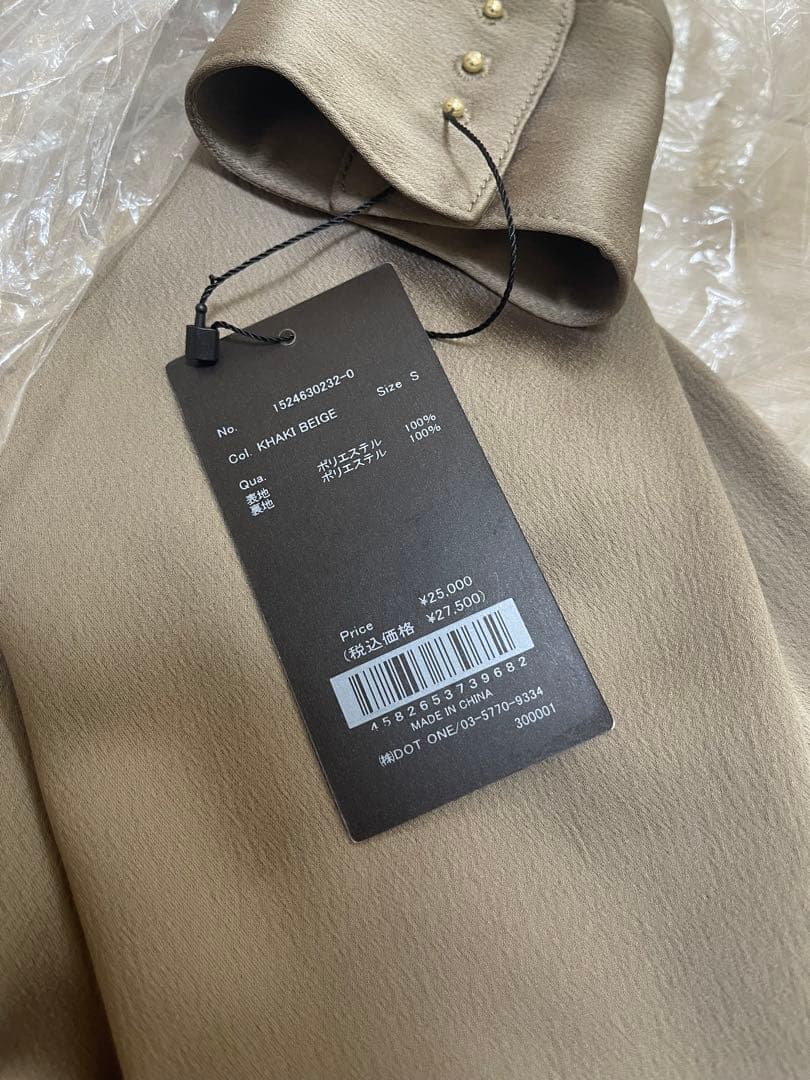 No. 1524630232-0
Col. KHAKI BEIGE Size S
Qua.
表地 ポリエステル 100%
裏地 ポリエステル 100%
Price ¥25,000
(税込価格 ¥27,500)
4582653739682
MADE IN CHINA
㈱DOT ONE/03-5770-9334
300001